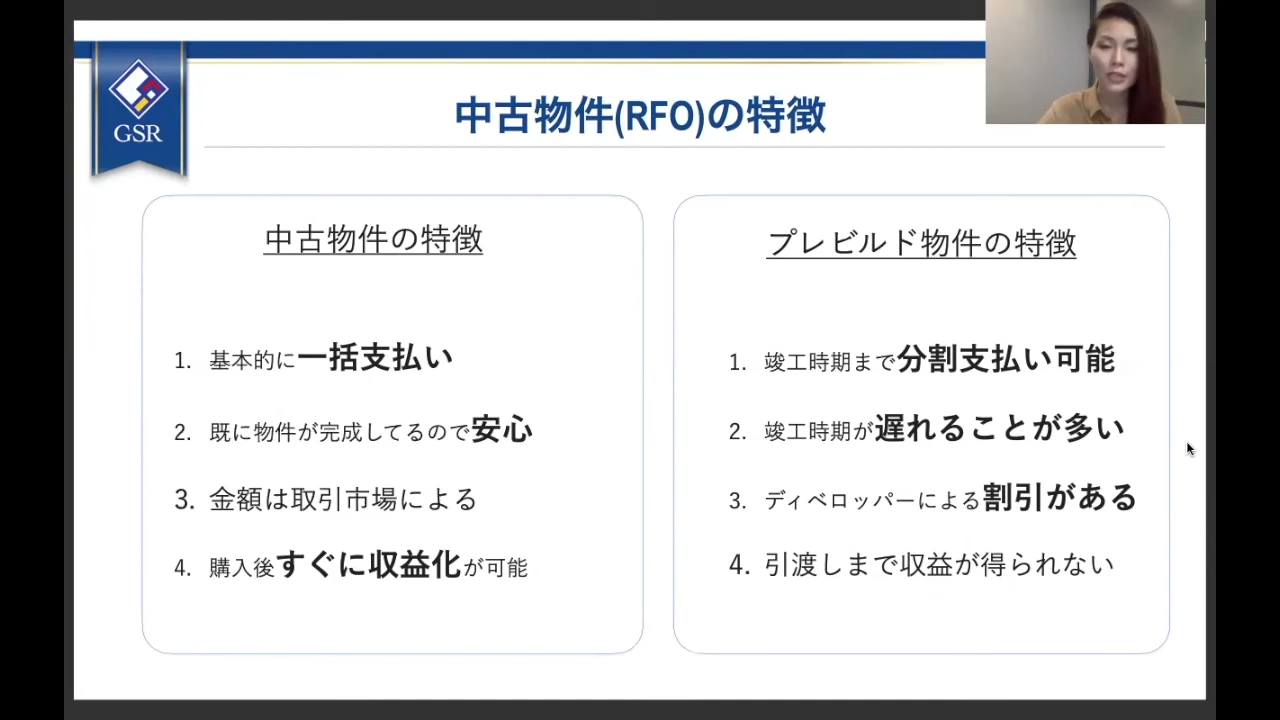 GSR
中古物件(RFO)の特徴
中古物件の特徴
1. 基本的に一括支払い
2. 既に物件が完成してるので安心
3. 金額は取引市場による
4. 購入後すぐに収益化が可能
プレビルド物件の特徴
1. 竣工時期まで分割支払い可能
2. 竣工時期が遅れることが多い
3. ディベロッパーによる割引がある
4. 引渡しまで収益が得られない